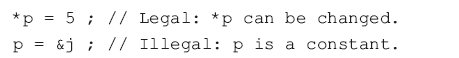 *p = 5 ; // Legal: *p can be changed.
p = &j ; // Illegal: p is a constant.